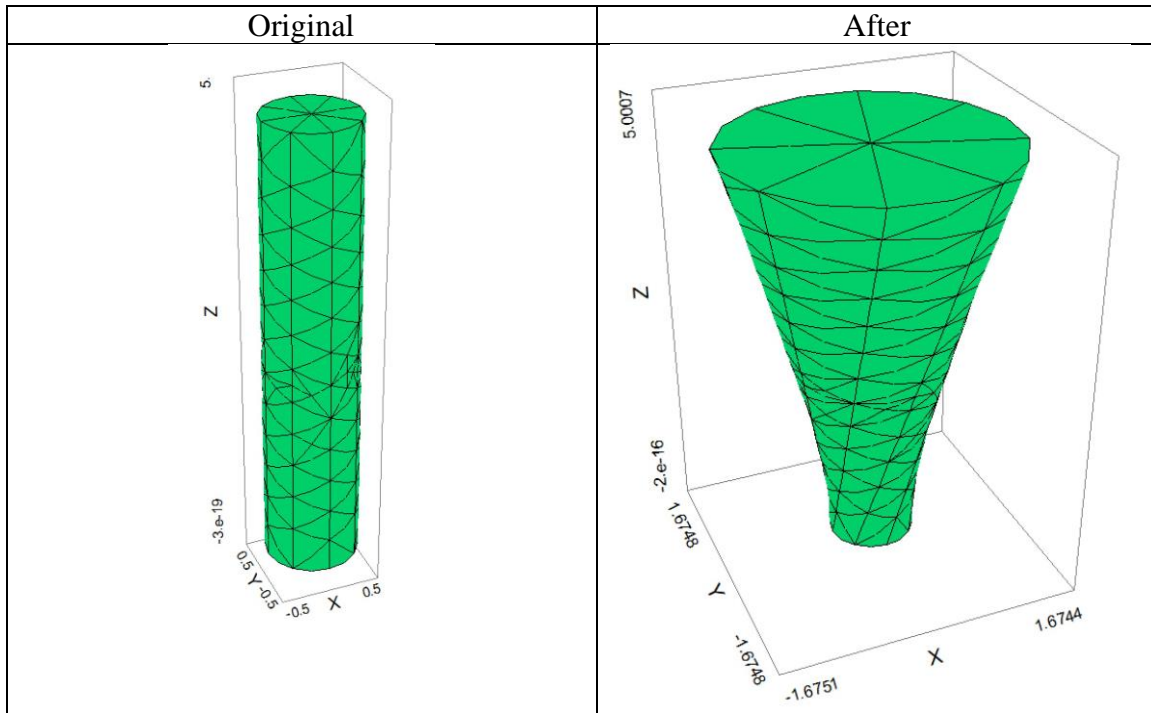 Original
After
5.
Z
-3.e-19
0.5
Y
-0.5
-0.5
X
0.5
5.0007
Z
-2.e-16
1.6748
Y
-1.6748
-1.6751
X
1.6744